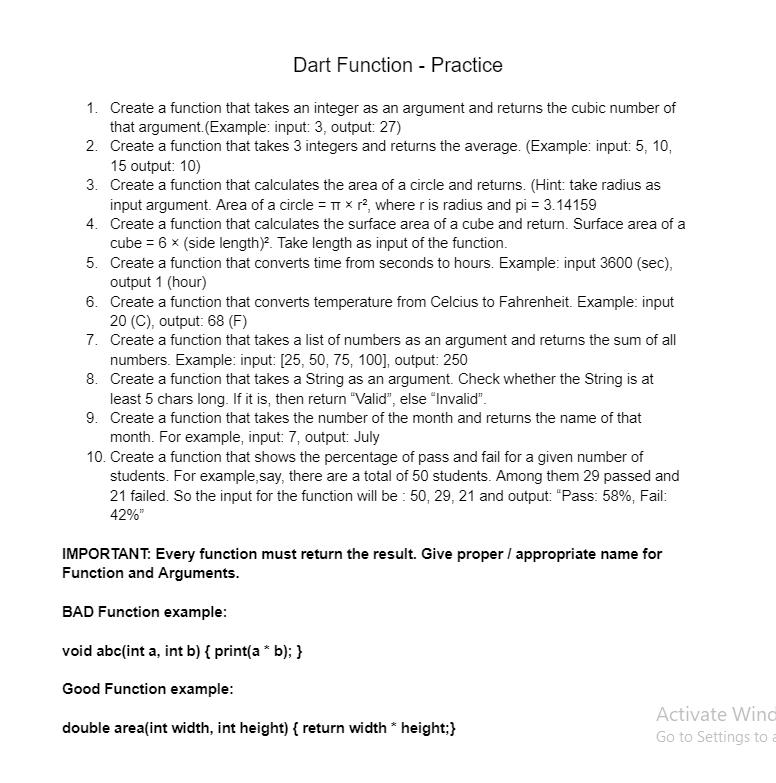 Dart Function - Practice
1. Create a function that takes an integer as an argument and returns the cubic number of
that argument.(Example: input: 3, output: 27)
2. Create a function that takes 3 integers and returns the average. (Example: input: 5, 10,
15 output: 10)
3. Create a function that calculates the area of a circle and returns. (Hint: take radius as
input argument. Area of a circle = π × r², where r is radius and pi = 3.14159
4. Create a function that calculates the surface area of a cube and return. Surface area of a
cube = 6 × (side length)². Take length as input of the function.
5. Create a function that converts time from seconds to hours. Example: input 3600 (sec),
output 1 (hour)
6. Create a function that converts temperature from Celcius to Fahrenheit. Example: input
20 (C), output: 68 (F)
7. Create a function that takes a list of numbers as an argument and returns the sum of all
numbers. Example: input: [25, 50, 75, 100], output: 250
8. Create a function that takes a String as an argument. Check whether the String is at
least 5 chars long. If it is, then return “Valid”, else “Invalid”.
9. Create a function that takes the number of the month and returns the name of that
month. For example, input: 7, output: July
10. Create a function that shows the percentage of pass and fail for a given number of
students. For example,say, there are a total of 50 students. Among them 29 passed and
21 failed. So the input for the function will be : 50, 29, 21 and output: “Pass: 58%, Fail:
42%”
IMPORTANT: Every function must return the result. Give proper / appropriate name for
Function and Arguments.
BAD Function example:
void abc(int a, int b) { print(a * b); }
Good Function example:
double area(int width, int height) { return width * height;}
Activate Wind
Go to Settings to a